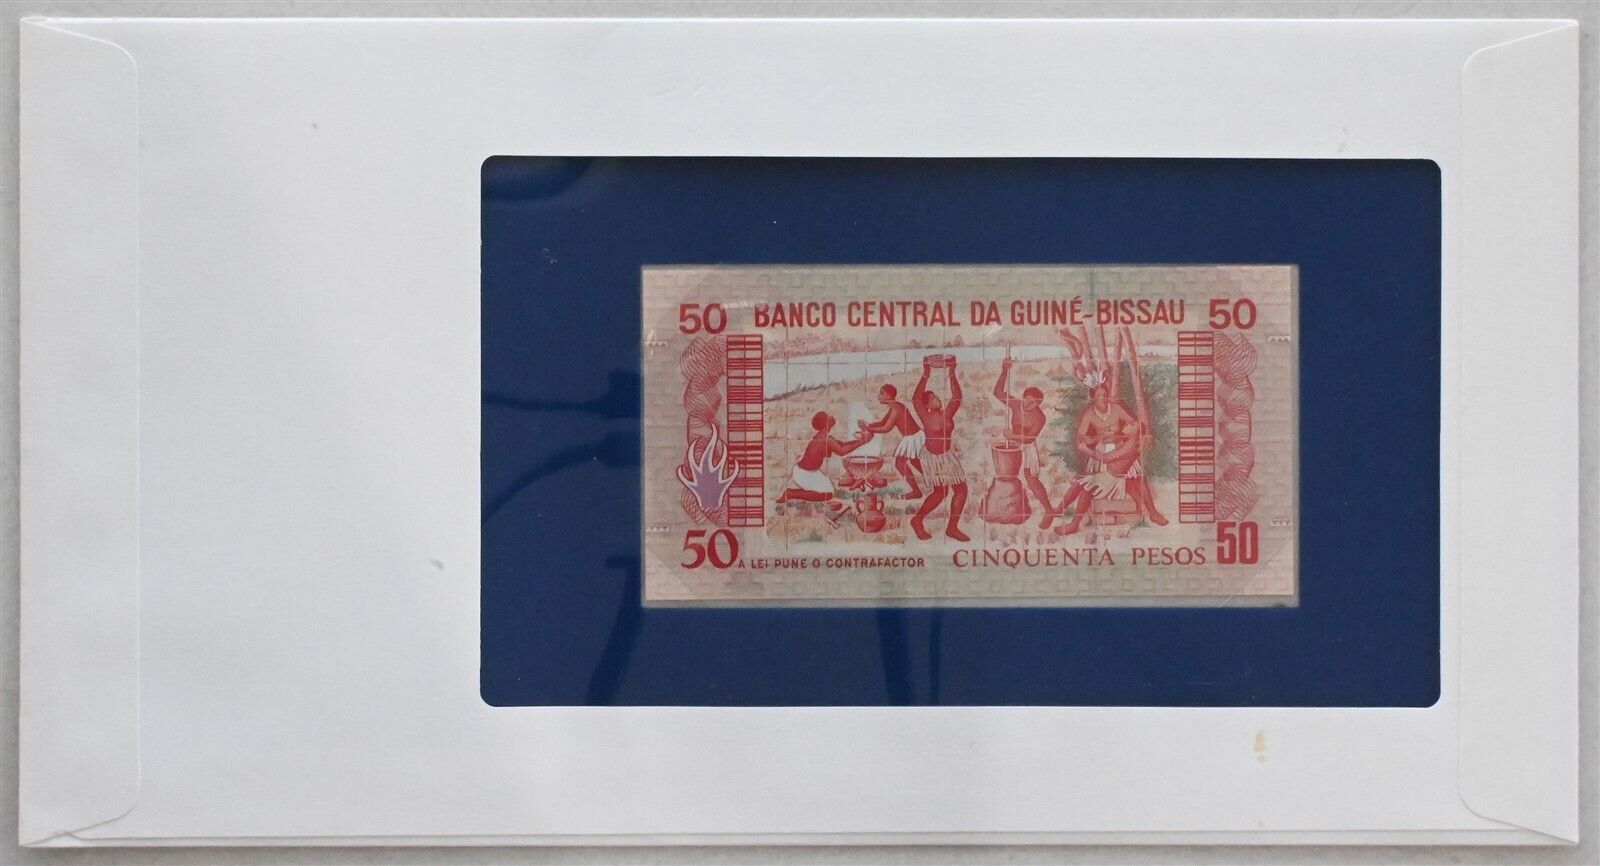 50 BANCO CENTRAL DA GUINÉ-BISSAU 50
50 A LEI PUNE O CONTRAFACTOR CINQUENTA PESOS 50